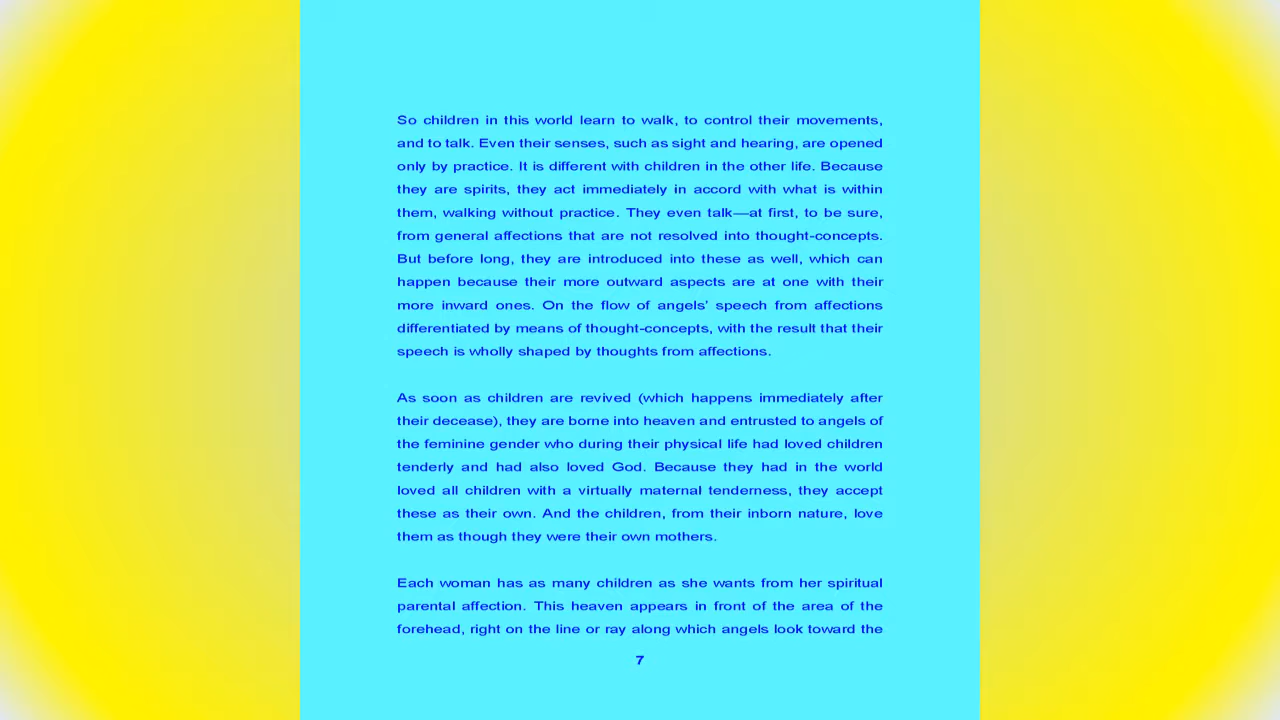 So children in this world learn to walk, to control their movements,
and to talk. Even their senses, such as sight and hearing, are opened
only by practice. It is different with children in the other life. Because
they are spirits, they act immediately in accord with what is within
them, walking without practice. They even talk—at first, to be sure,
from general affections that are not resolved into thought-concepts.
But before long, they are introduced into these as well, which can
happen because their more outward aspects are at one with their
more inward ones. On the flow of angels' speech from affections
differentiated by means of thought-concepts, with the result that their
speech is wholly shaped by thoughts from affections.
As soon as children are revived (which happens immediately after
their decease), they are borne into heaven and entrusted to angels of
the feminine gender who during their physical life had loved children
tenderly and had also loved God. Because they had in the world
loved all children with a virtually maternal tenderness, they accept
these as their own. And the children, from their inborn nature, love
them as though they were their own mothers.
Each woman has as many children as she wants from her spiritual
parental affection. This heaven appears in front of the area of the
forehead, right on the line or ray along which angels look toward the
7